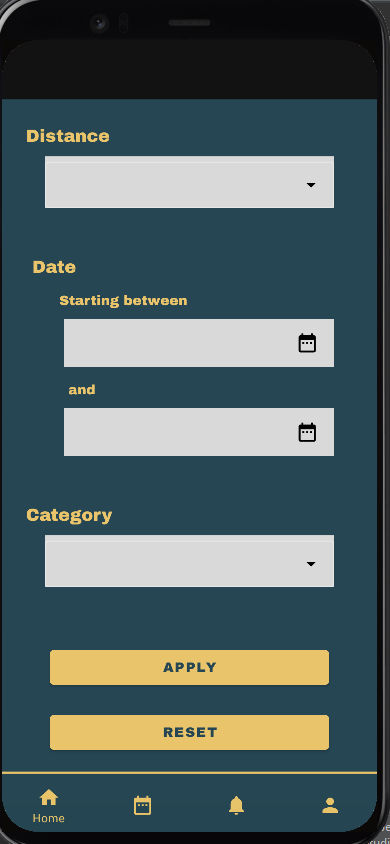 Distance
Date
Starting between
and
Category
APPLY
RESET
Home